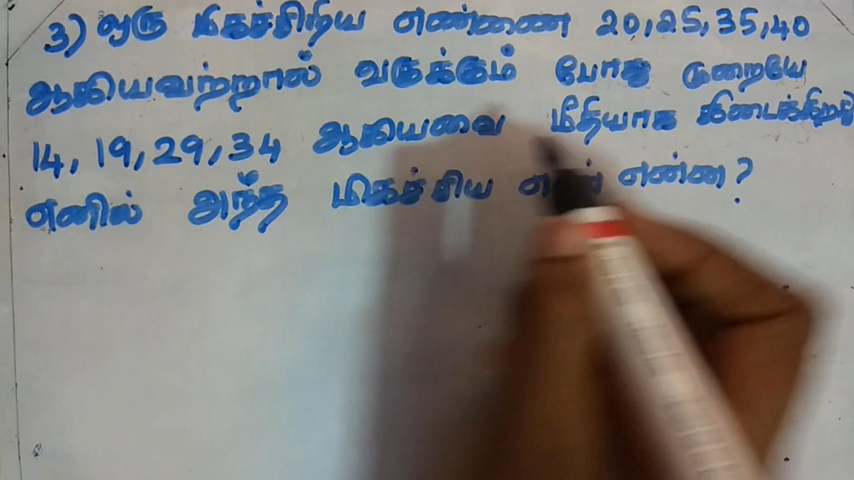 3) ஒரு மிகச்சிறிய எண்ணை 20,25,35,40
ஆகியவற்றால் வகுக்கும் போது முறையே
14, 19, 29, 34 ஆகியவை மீதியாக கிடைக்கிறது
எனில் அந்த மிகச்சிய எண் என்ன?